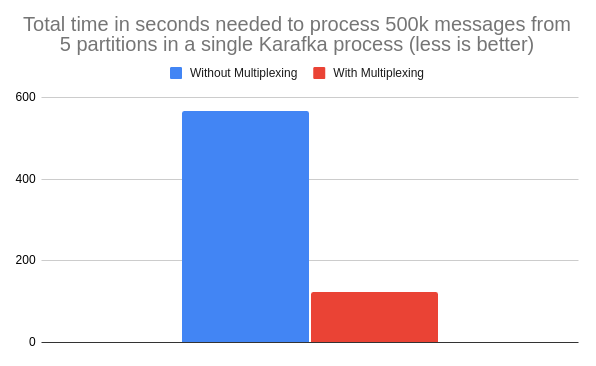 Total time in seconds needed to process 500k messages from
5 partitions in a single Karafka process (less is better)
Without Multiplexing With Multiplexing
600
400
200
0